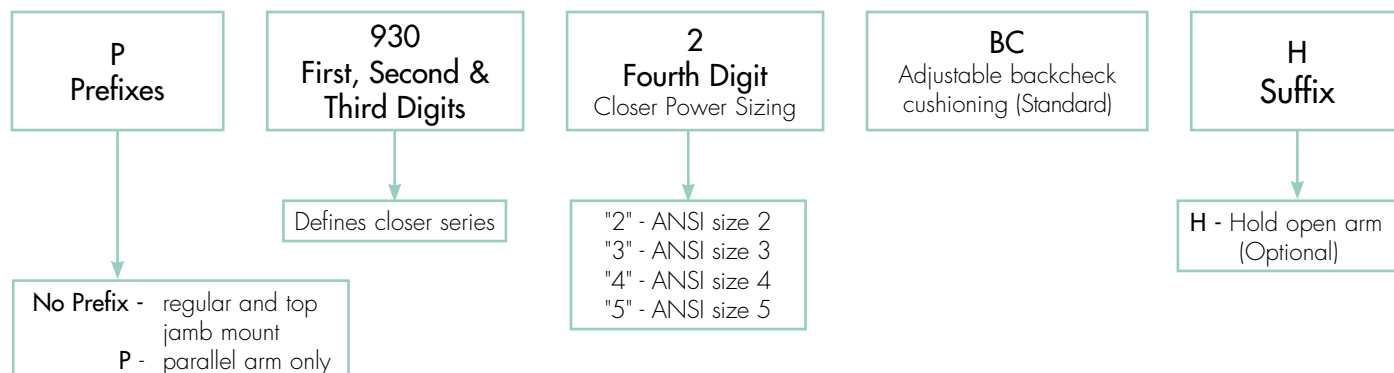 P
Prefixes
930
First, Second &
Third Digits
2
Fourth Digit
Closer Power Sizing
BC
Adjustable backcheck
cushioning (Standard)
H
Suffix
Defines closer series
"2" - ANSI size 2
"3" - ANSI size 3
"4" - ANSI size 4
"5" - ANSI size 5
H - Hold open arm
(Optional)
No Prefix - regular and top
jamb mount
P - parallel arm only